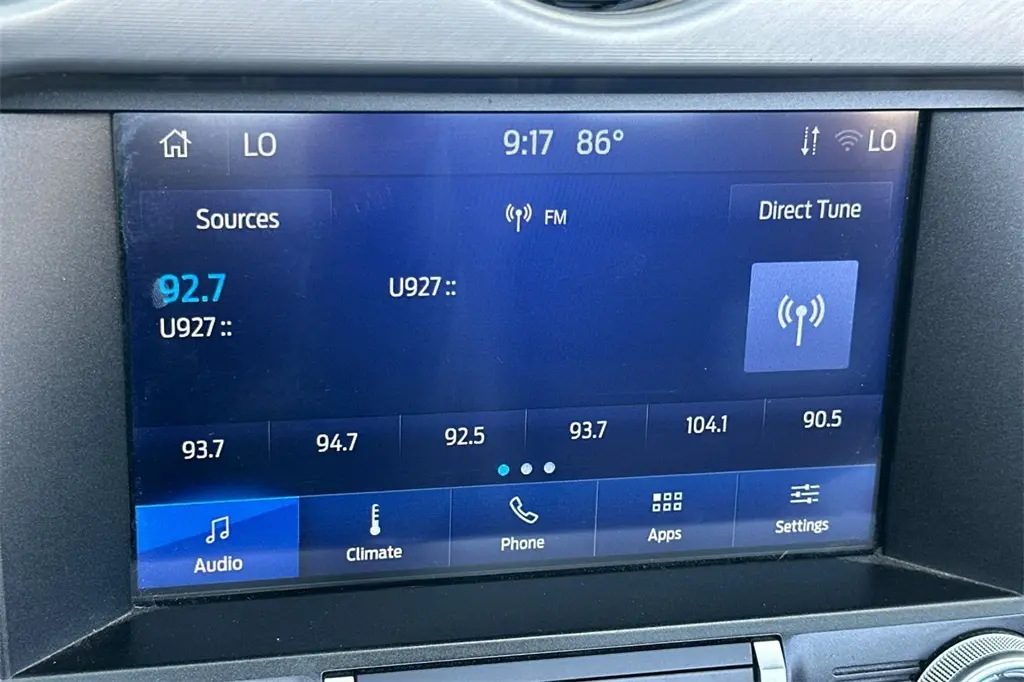 LO 9:17 86° LO
Sources FM Direct Tune
92.7 U927 ::
U927 ::
93.7 94.7 92.5 93.7 104.1 90.5
Audio Climate Phone Apps Settings